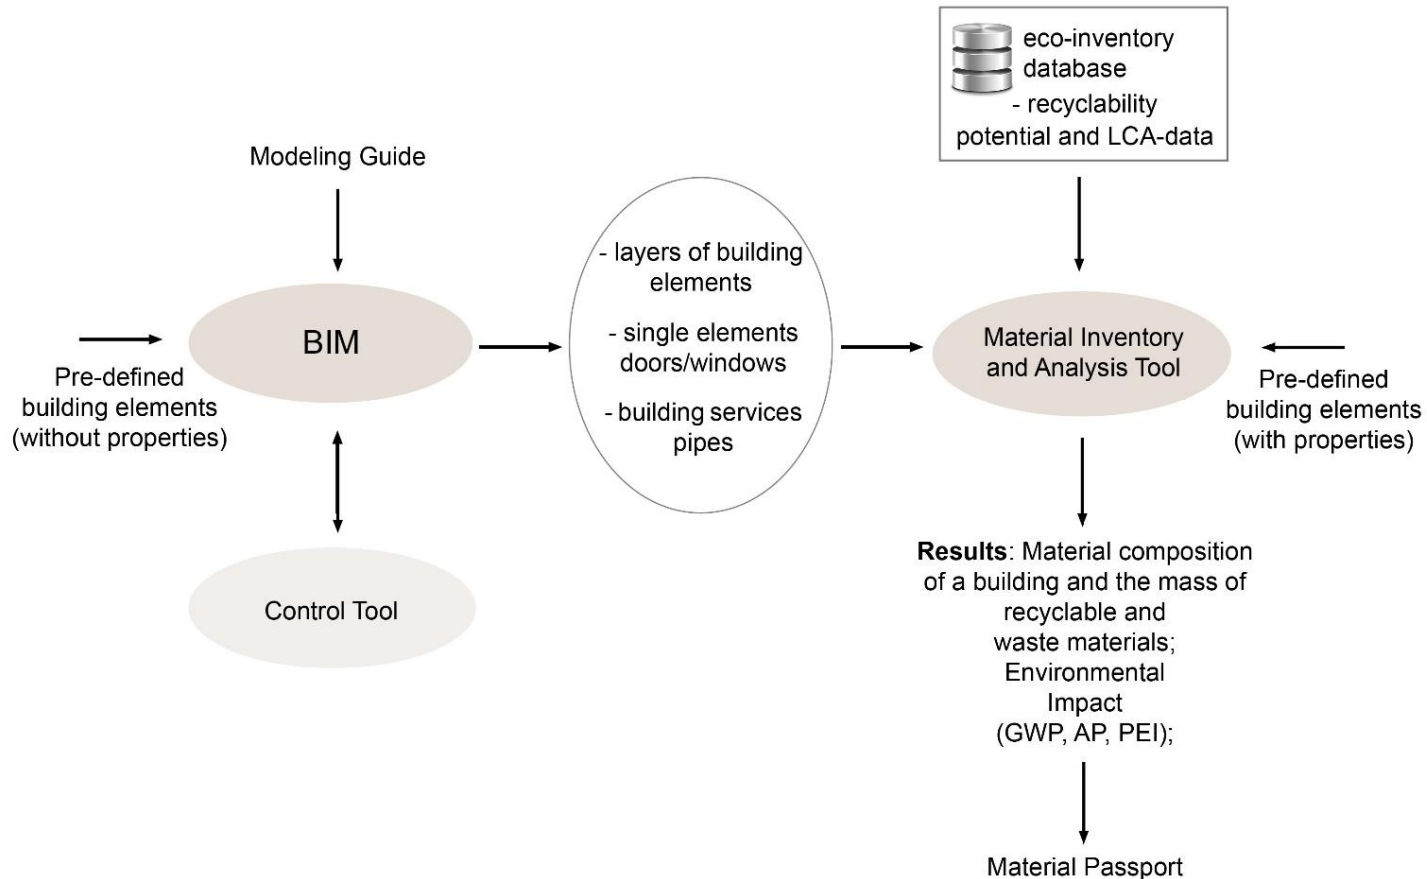 eco-inventory
database
- recyclability
potential and LCA-data
Modeling Guide
- layers of building
elements
- single elements
doors/windows
- building services
pipes
BIM
Material Inventory
and Analysis Tool
Pre-defined
building elements
(without properties)
Pre-defined
building elements
(with properties)
Control Tool
Results: Material composition
of a building and the mass of
recyclable and
waste materials;
Environmental
Impact
(GWP, AP, PEI);
Material Passport